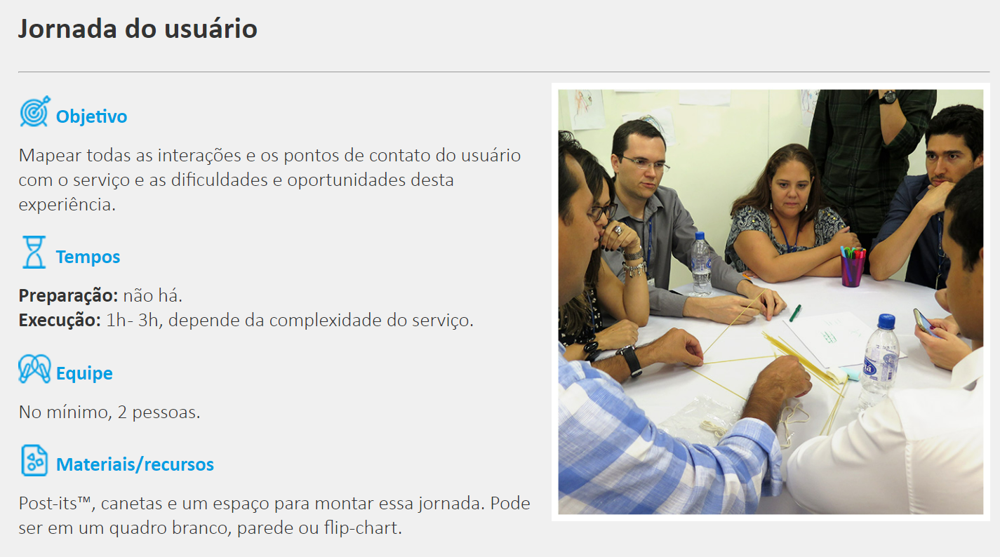 Jornada do usuário
Objetivo
Mapear todas as interações e os pontos de contato do usuário
com o serviço e as dificuldades e oportunidades desta
experiência.
Tempos
Preparação: não há.
Execução: 1h- 3h, depende da complexidade do serviço.
Equipe
No mínimo, 2 pessoas.
Materiais/recursos
Post-its™, canetas e um espaço para montar essa jornada. Pode
ser em um quadro branco, parede ou flip-chart.